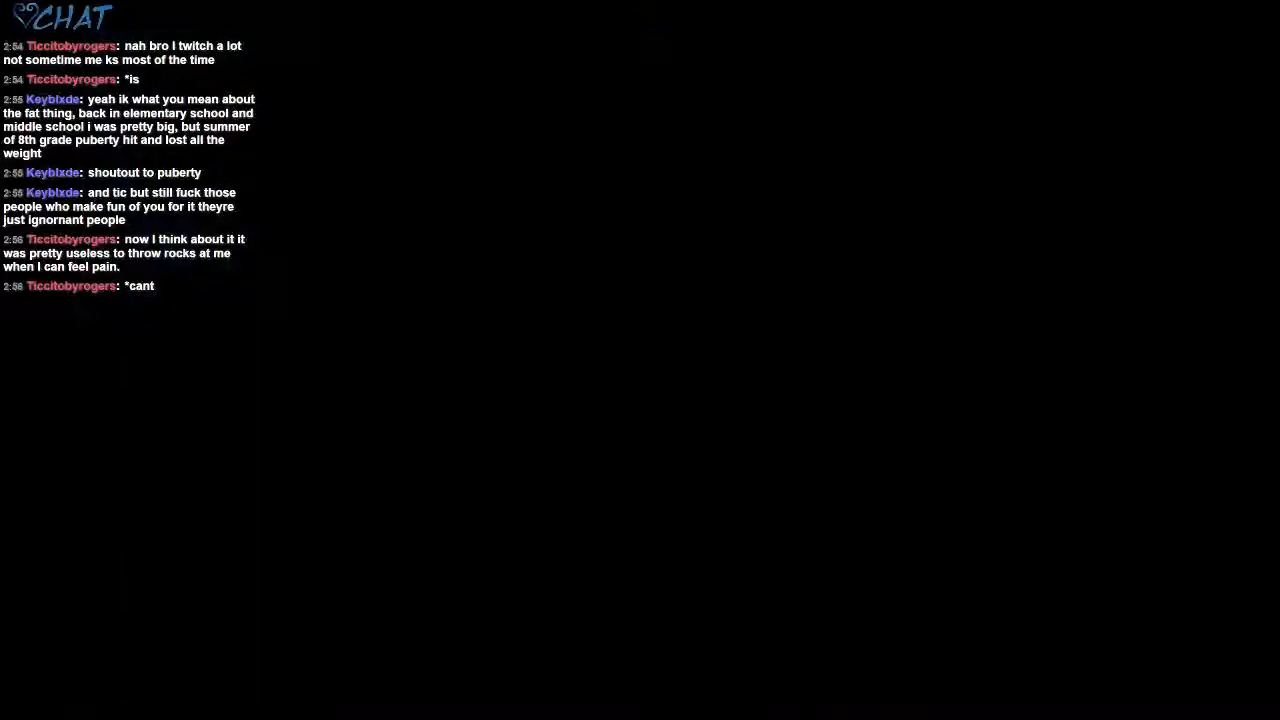 CHAT
2:54 Ticcitobyrogers: nah bro I twitch a lot
not sometime me ks most of the time
2:54 Ticcitobyrogers: *is
2:55 Keyblxde: yeah ik what you mean about
the fat thing, back in elementary school and
middle school i was pretty big, but summer
of 8th grade puberty hit and lost all the
weight
2:55 Keyblxde: shoutout to puberty
2:55 Keyblxde: and tic but still fuck those
people who make fun of you for it theyre
just ignornant people
2:56 Ticcitobyrogers: now I think about it it
was pretty useless to throw rocks at me
when I can feel pain.
2:56 Ticcitobyrogers: *cant